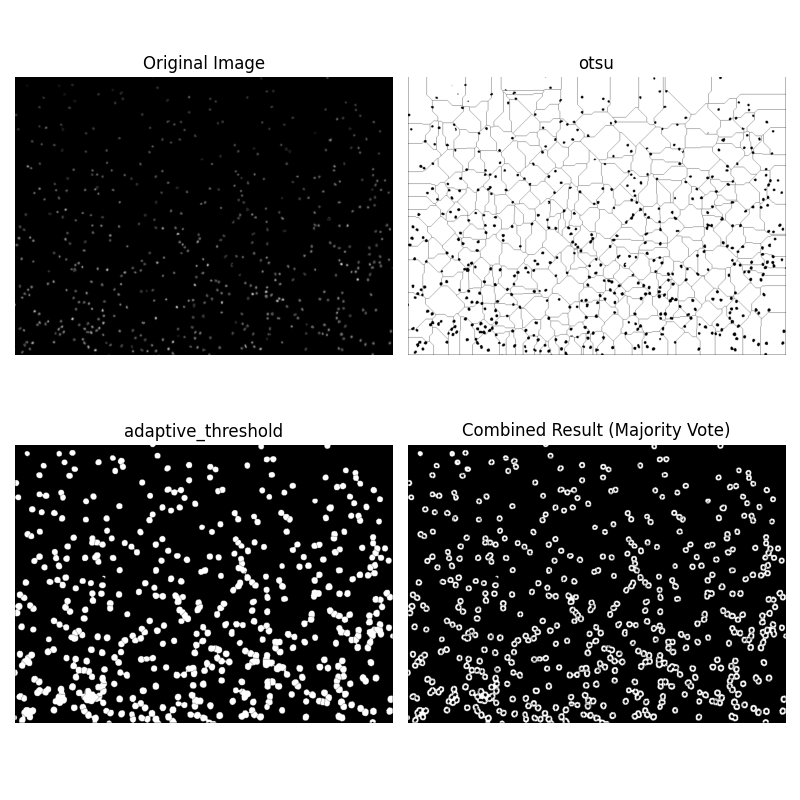 Original Image
otsu
adaptive_threshold
Combined Result (Majority Vote)